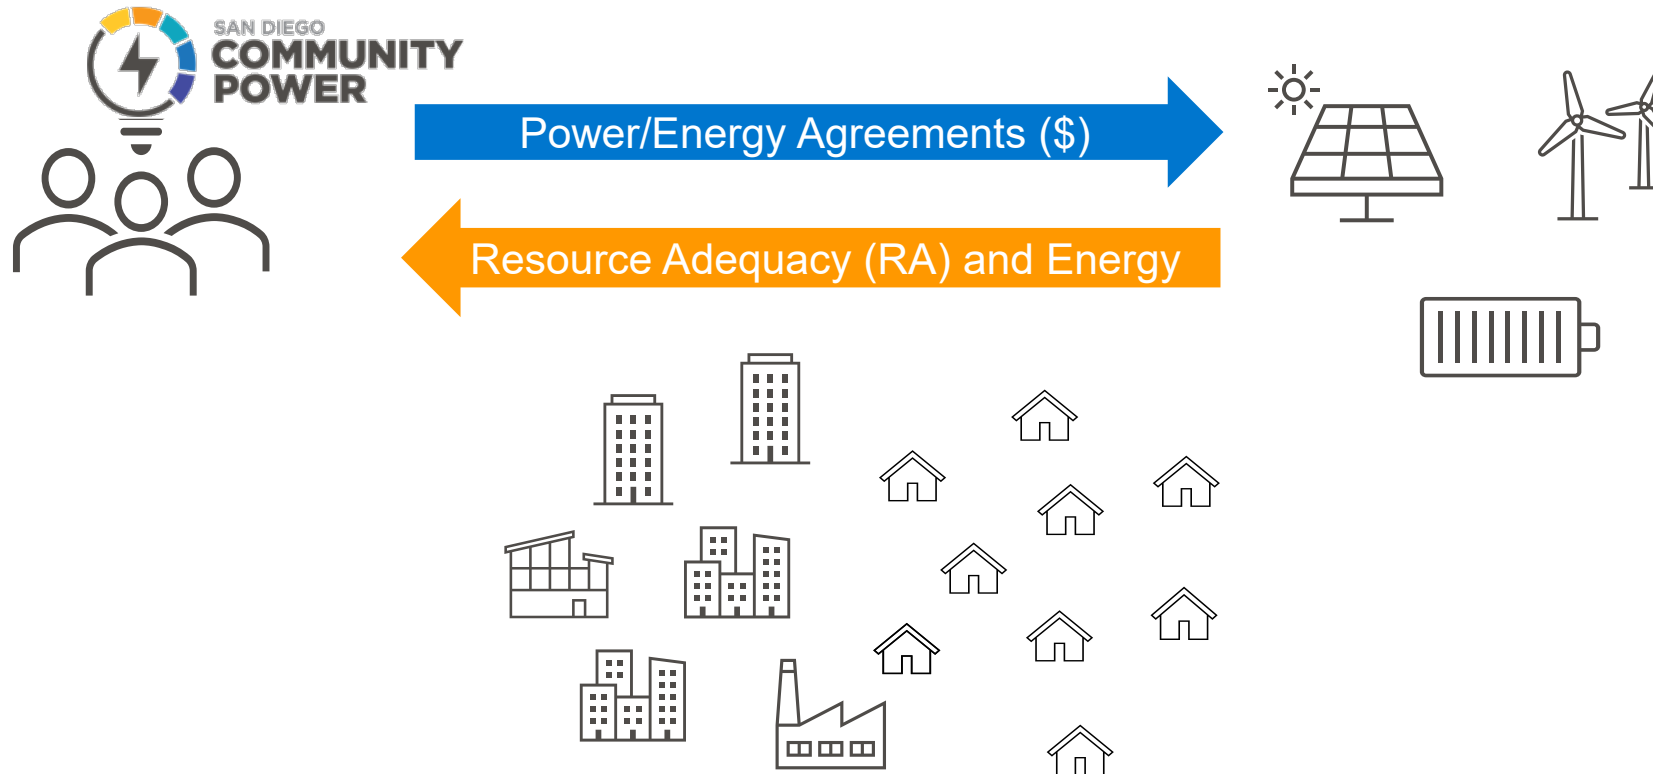 SAN DIEGO
COMMUNITY
POWER
Power/Energy Agreements ($)
Resource Adequacy (RA) and Energy